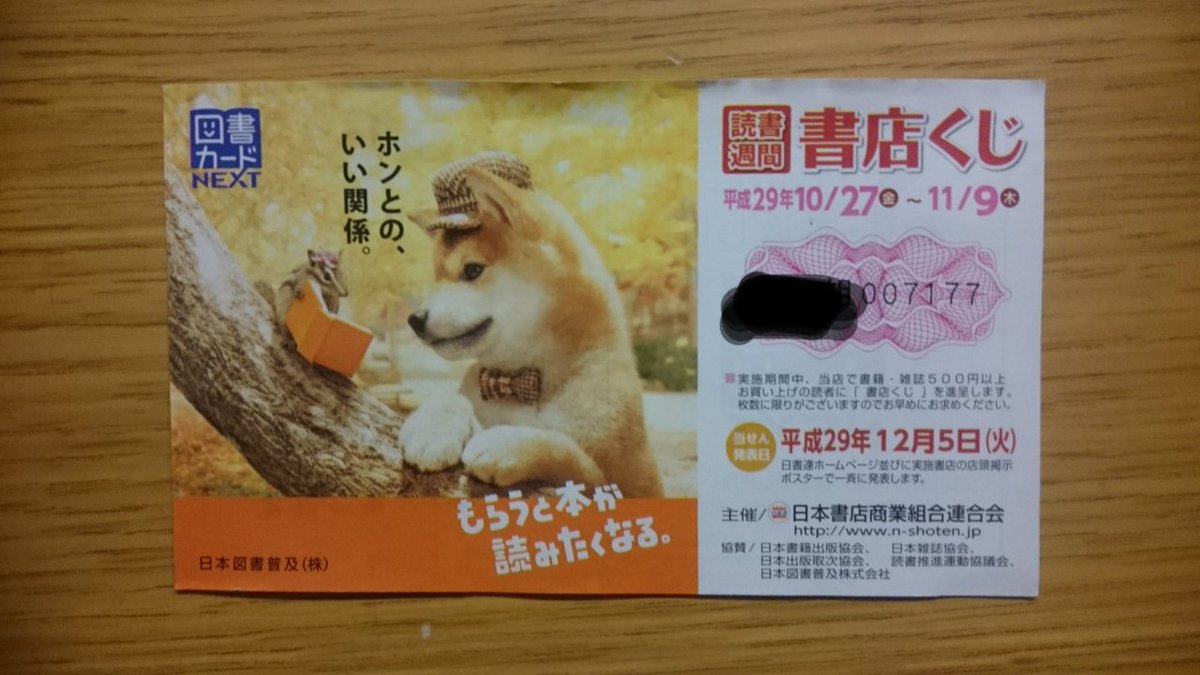 図書
カード
NEXT
ホンとの、
いい関係。
もらうと本が
読みたくなる。
日本図書普及(株)
読書
週間
書店くじ
平成29年10/27金～11/9木
組007177
■実施期間中、当店で書籍・雑誌500円以上
お買い上げの読者に「書店くじ」を進呈します。
枚数に限りがございますのでお早めにお求めください。
当せん
発表日
平成29年12月5日(火)
日書連ホームページ並びに実施書店の店頭掲示
ポスターで一斉に発表します。
主催/日本書店商業組合連合会
http://www.n-shoten.jp
協賛/日本書籍出版協会、 日本雑誌協会、
日本出版取次協会、 読書推進運動協議会、
日本図書普及株式会社